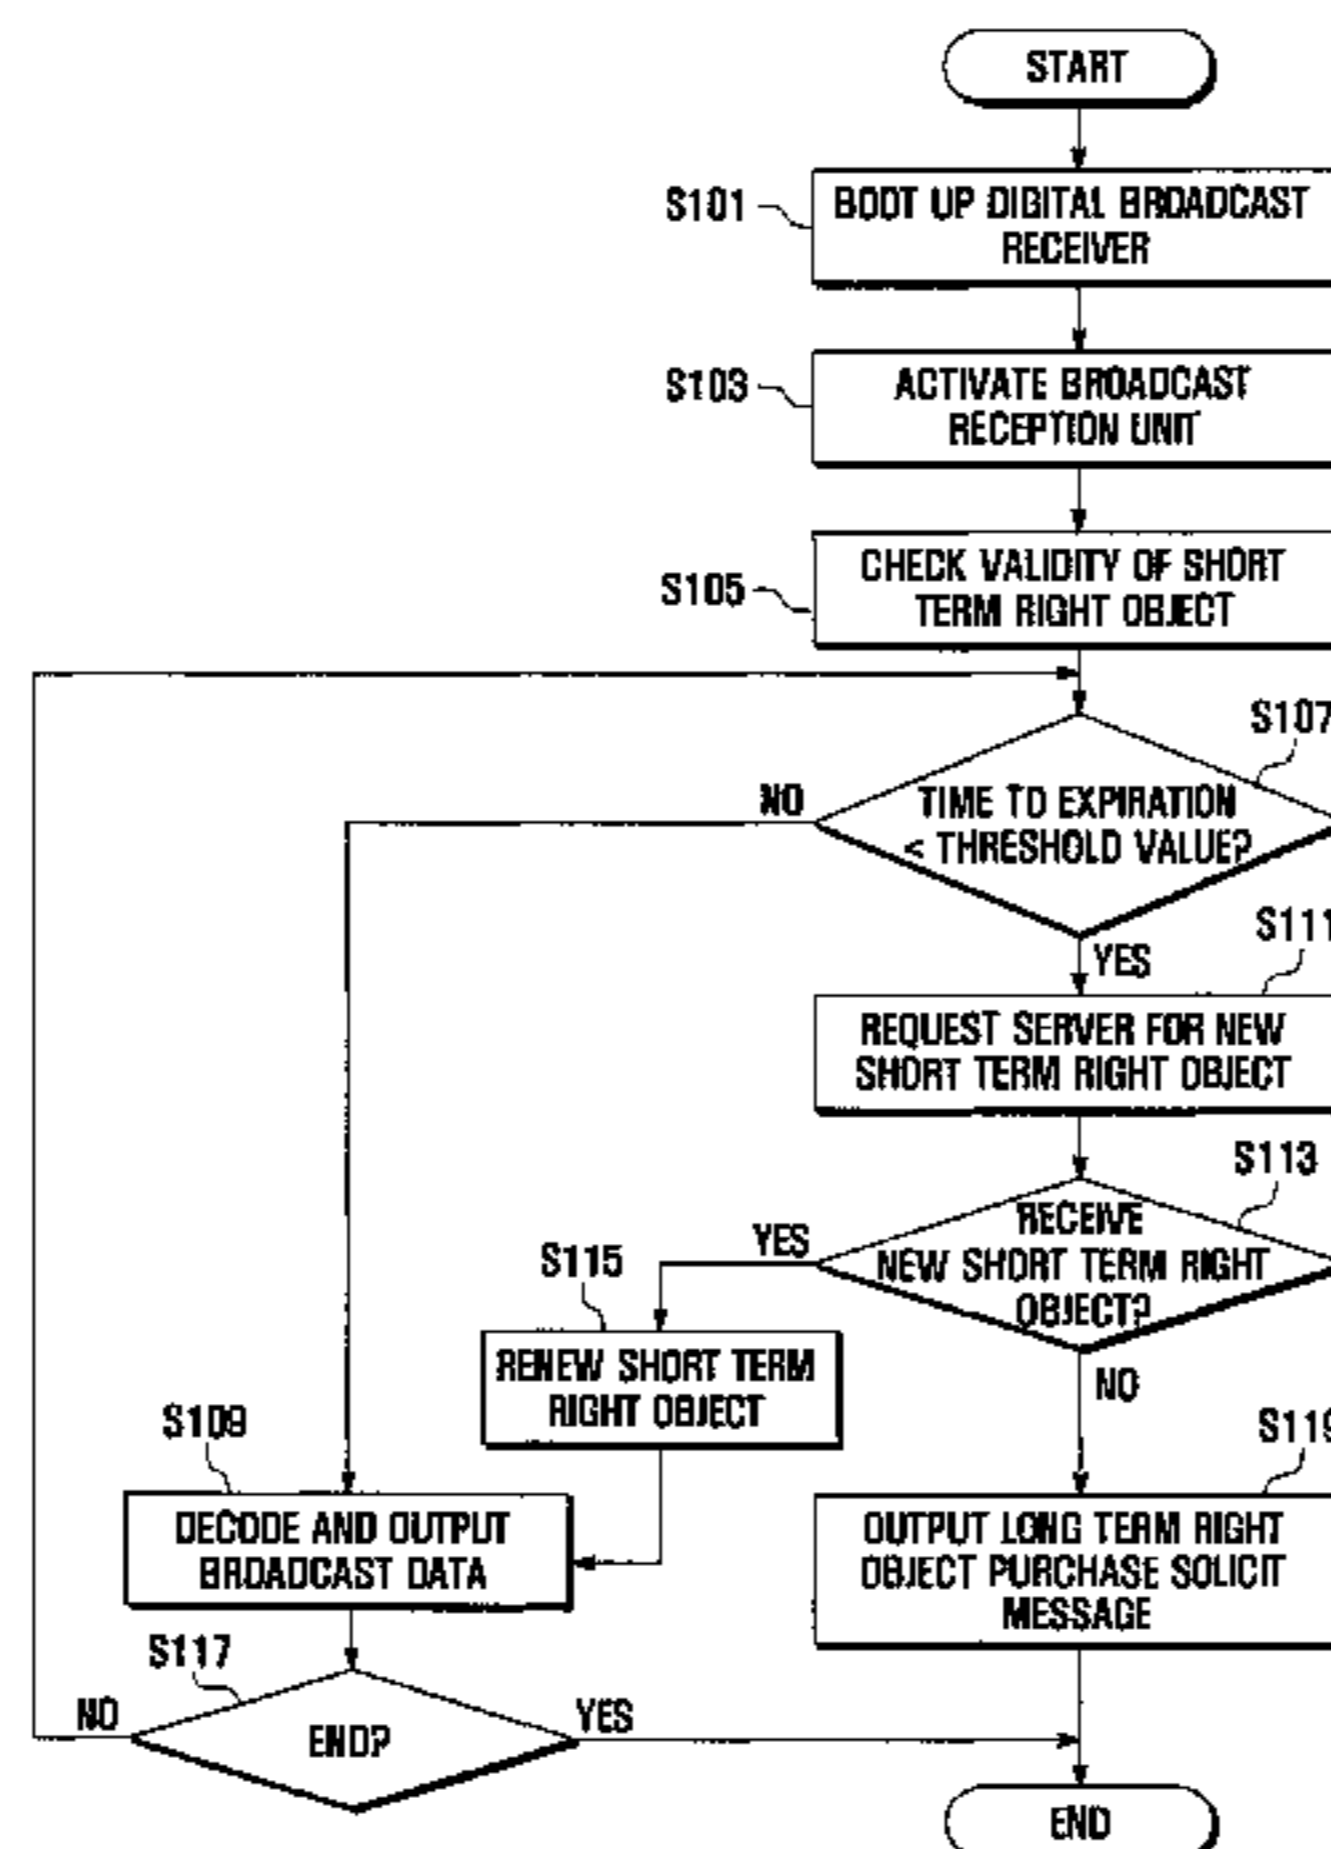 START
S101
BOOT UP DIGITAL BROADCAST
RECEIVER
S103
ACTIVATE BROADCAST
RECEPTION UNIT
S105
CHECK VALIDITY OF SHORT
TERM RIGHT OBJECT
S107
NO
TIME TO EXPIRATION
< THRESHOLD VALUE?
YES
S111
REQUEST SERVER FOR NEW
SHORT TERM RIGHT OBJECT
S113
YES
RECEIVE
NEW SHORT TERM RIGHT
OBJECT?
NO
S115
RENEW SHORT TERM
RIGHT OBJECT
S109
DECODE AND OUTPUT
BROADCAST DATA
S119
OUTPUT LONG TERM RIGHT
OBJECT PURCHASE SOLICIT
MESSAGE
S117
NO
END?
YES
END